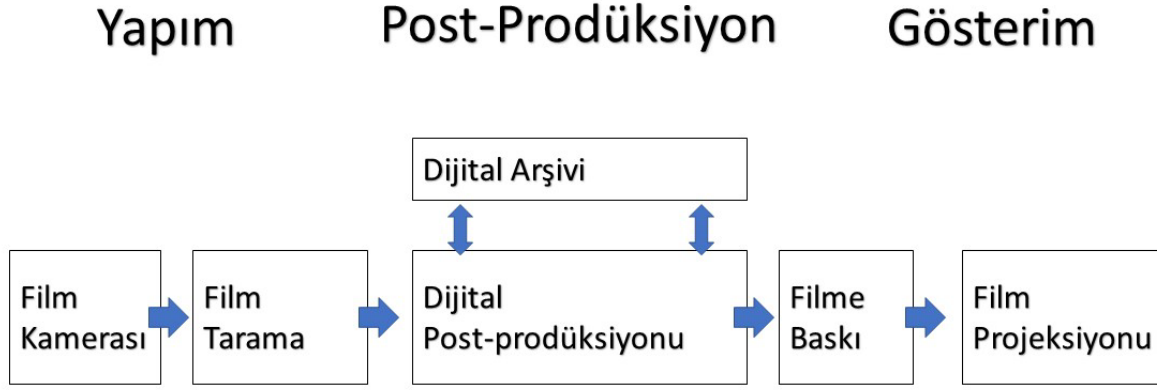 Yapım
Post-Prodüksiyon
Gösterim
Dijital Arşivi
Film
Kamerası
Film
Tarama
Dijital
Post-prodüksiyonu
Filme
Baskı
Film
Projeksiyonu